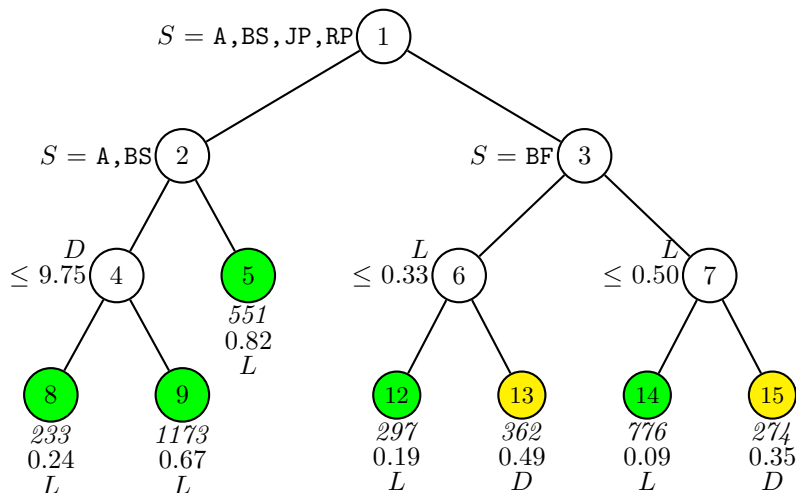 S = A,BS,JP,RP 1
S = A,BS 2
S = BF 3
D
≤ 9.75 4
5
L
≤ 0.33 6
L
≤ 0.50 7
551
0.82
L
8
9
12
13
14
15
233
0.24
L
1173
0.67
L
297
0.19
L
362
0.49
D
776
0.09
L
274
0.35
D